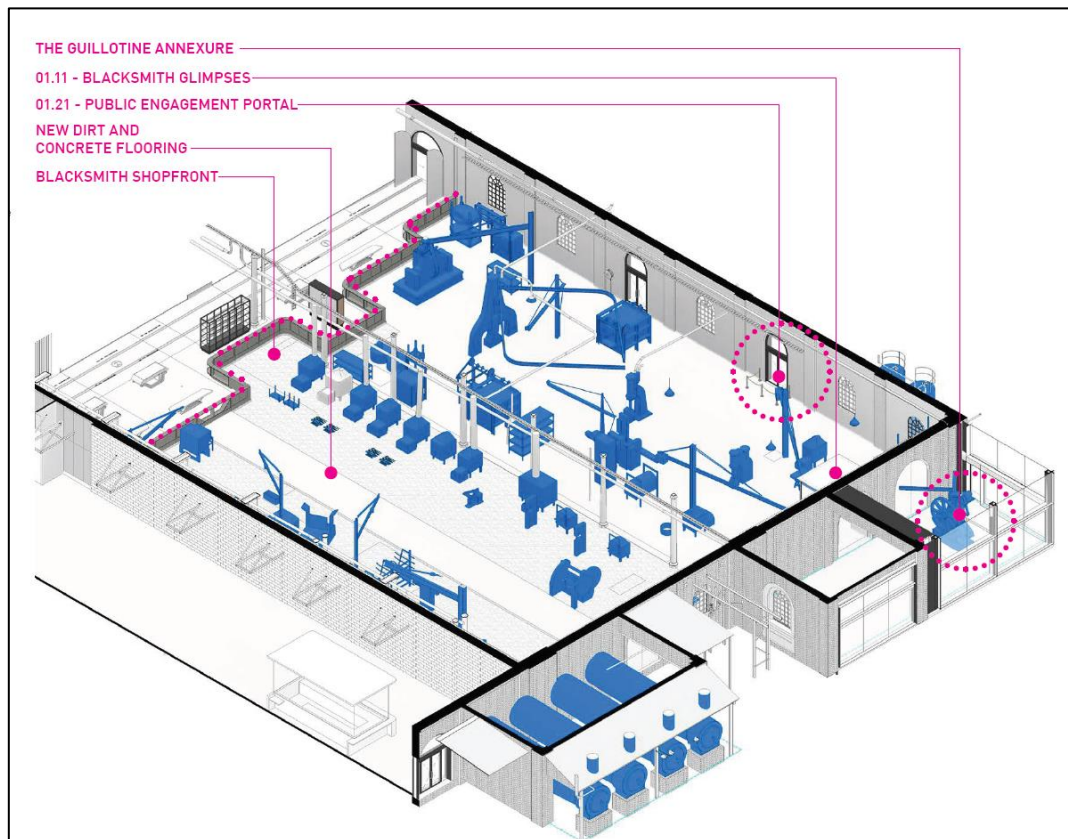 THE GUILLOTINE ANNEXURE
01.11 - BLACKSMITH GLIMPSES
01.21 - PUBLIC ENGAGEMENT PORTAL
NEW DIRT AND
CONCRETE FLOORING
BLACKSMITH SHOPFRONT